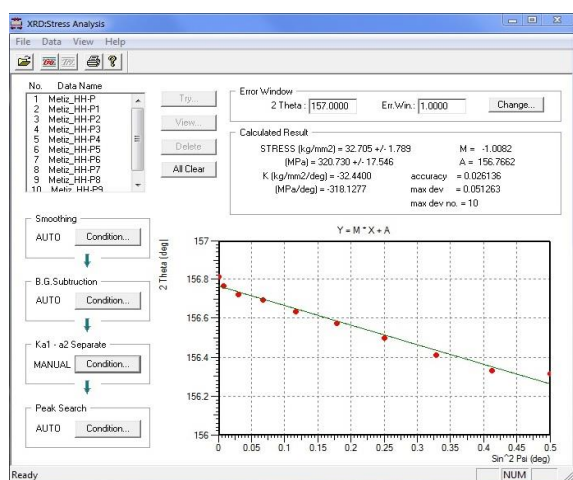 XRD:Stress Analysis
File Data View Help
No. Data Name
1 Metiz_HH-P
2 Metiz_HH-P1
3 Metiz_HH-P2
4 Metiz_HH-P3
5 Metiz_HH-P4
6 Metiz_HH-P5
7 Metiz_HH-P6
8 Metiz_HH-P7
9 Metiz_HH-P8
10 Metiz_HH-P9
Try...
View...
Delete
All Clear
Error Window
2 Theta : 157.0000 Err.Win.: 1.0000 Change...
Calculated Result
STRESS (kg/mm2) = 32.705 +/- 1.789 M = -1.0082
(MPa) = 320.730 +/- 17.546 A = 156.7662
K (kg/mm2/deg) = -32.4400 accuracy = 0.026136
(MPa/deg) = -318.1277 max dev = 0.051263
max dev no. = 10
Smoothing
AUTO Condition...
B.G.Subtruction
AUTO Condition...
Ka1 - a2 Separate
MANUAL Condition...
Peak Search
AUTO Condition...
Y = M * X + A
2 Theta (deg)
157
156.8
156.6
156.4
156.2
156
0 0.05 0.1 0.15 0.2 0.25 0.3 0.35 0.4 0.45 0.5
Sin^2 Psi (deg)
Ready NUM